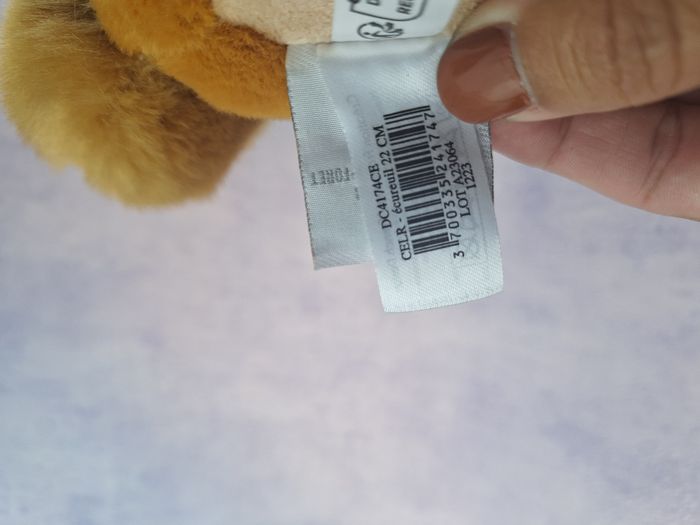 DC4174CE
CELR - écureuil 22 CM
3 700335 241747
LOT A23064
1223